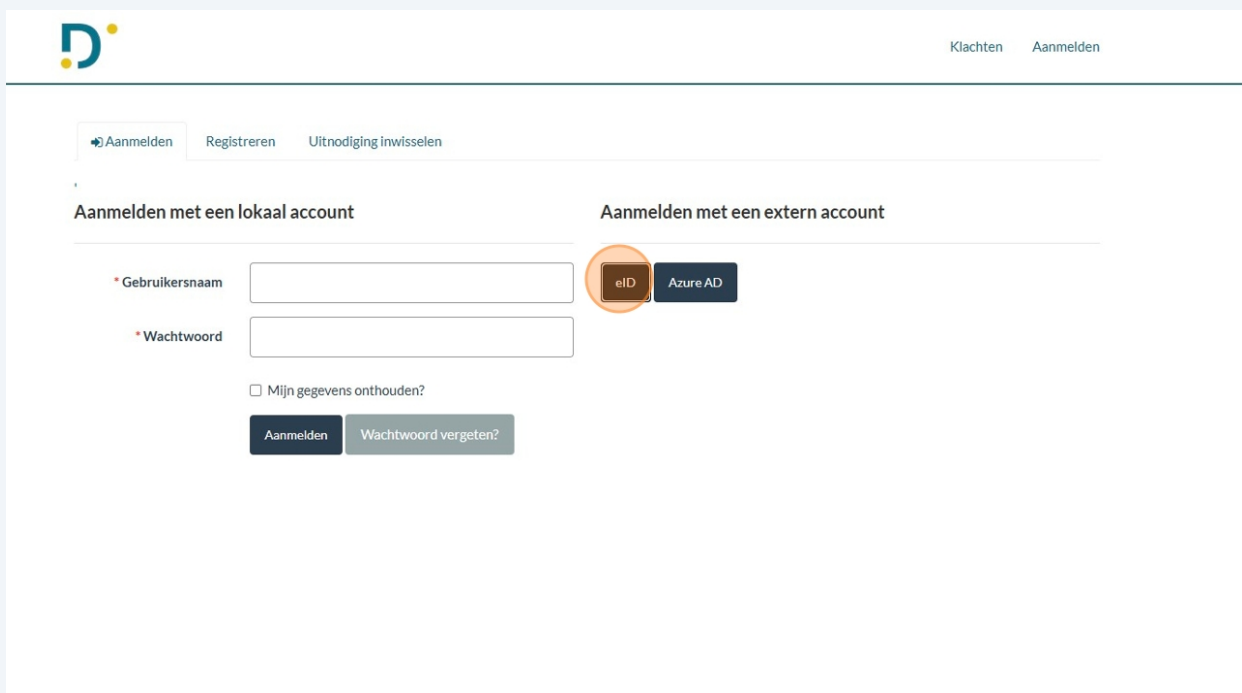 Klachten Aanmelden
Aanmelden Registreren Uitnodiging inwisselen
Aanmelden met een lokaal account
* Gebruikersnaam
* Wachtwoord
Mijn gegevens onthouden?
Aanmelden Wachtwoord vergeten?
Aanmelden met een extern account
eID Azure AD